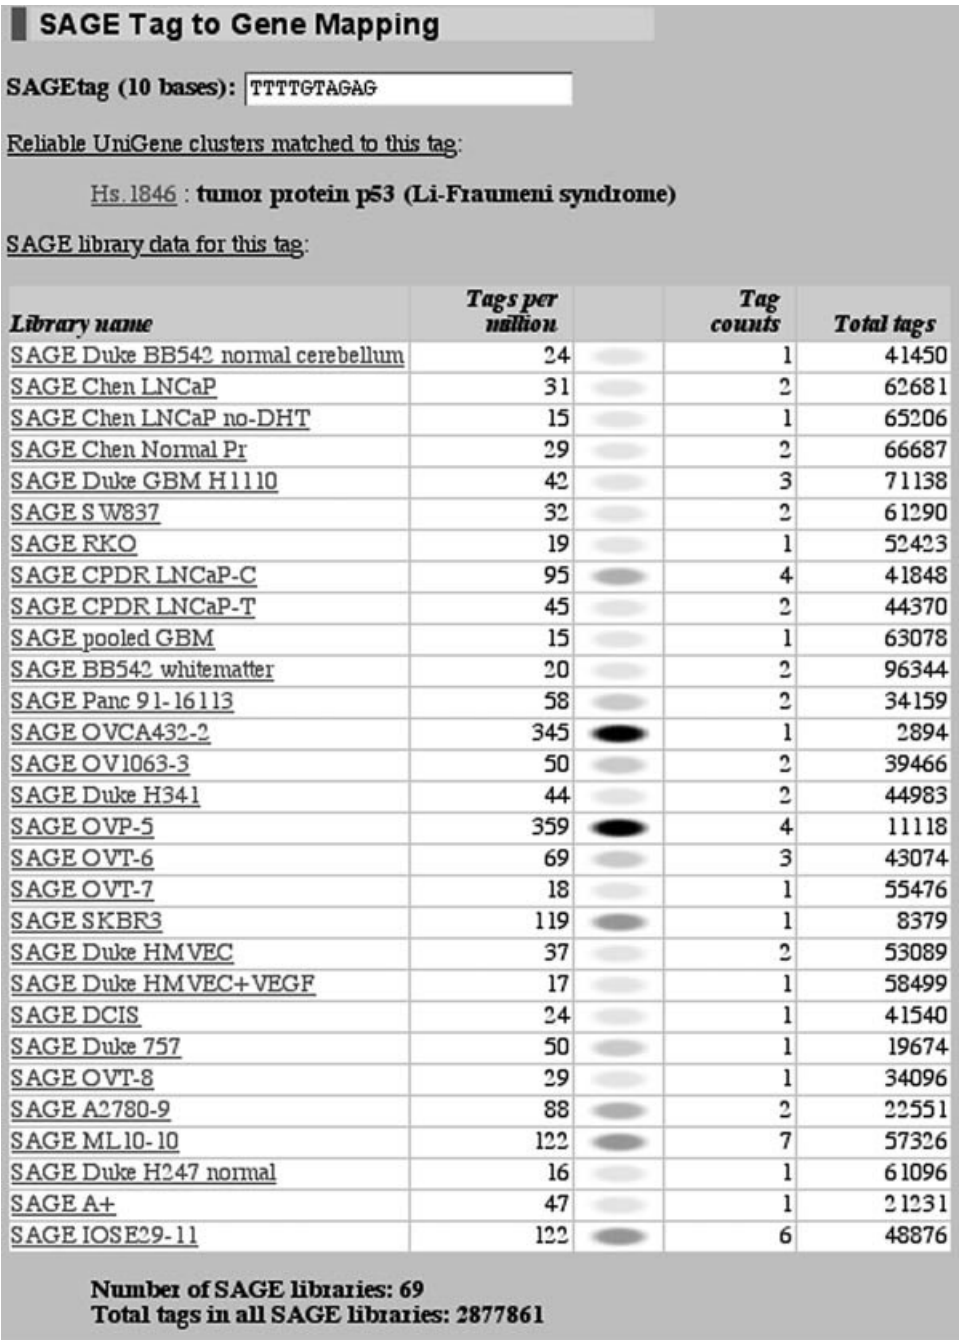 SAGE Tag to Gene Mapping
SAGEtag (10 bases): TTTTGTAGAG
Reliable UniGene clusters matched to this tag:
Hs.1846 : tumor protein p53 (Li-Fraumeni syndrome)
SAGE library data for this tag:
Library name Tags per million Tag counts Total tags
SAGE Duke BB542 normal cerebellum 24 1 41450
SAGE Chen LNCaP 31 2 62681
SAGE Chen LNCaP no-DHT 15 1 65206
SAGE Chen Normal Pr 29 2 66687
SAGE Duke GBM H1110 42 3 71138
SAGE SW837 32 2 61290
SAGE RKO 19 1 52423
SAGE CPDR LNCaP-C 95 4 41848
SAGE CPDR LNCaP-T 45 2 44370
SAGE pooled GBM 15 1 63078
SAGE BB542 whitematter 20 2 96344
SAGE Panc 91-16113 58 2 34159
SAGE OVCA432-2 345 1 2894
SAGE OV1063-3 50 2 39466
SAGE Duke H341 44 2 44983
SAGE OVP-5 359 4 11118
SAGE OVT-6 69 3 43074
SAGE OVT-7 18 1 55476
SAGE SKBR3 119 1 8379
SAGE Duke HMVEC 37 2 53089
SAGE Duke HMVEC+VEGF 17 1 58499
SAGE DCIS 24 1 41540
SAGE Duke 757 50 1 19674
SAGE OVT-8 29 1 34096
SAGE A2780-9 88 2 22551
SAGE ML10-10 122 7 57326
SAGE Duke H247 normal 16 1 61096
SAGE A+ 47 1 21231
SAGE IOSE29-11 122 6 48876
Number of SAGE libraries: 69
Total tags in all SAGE libraries: 2877861